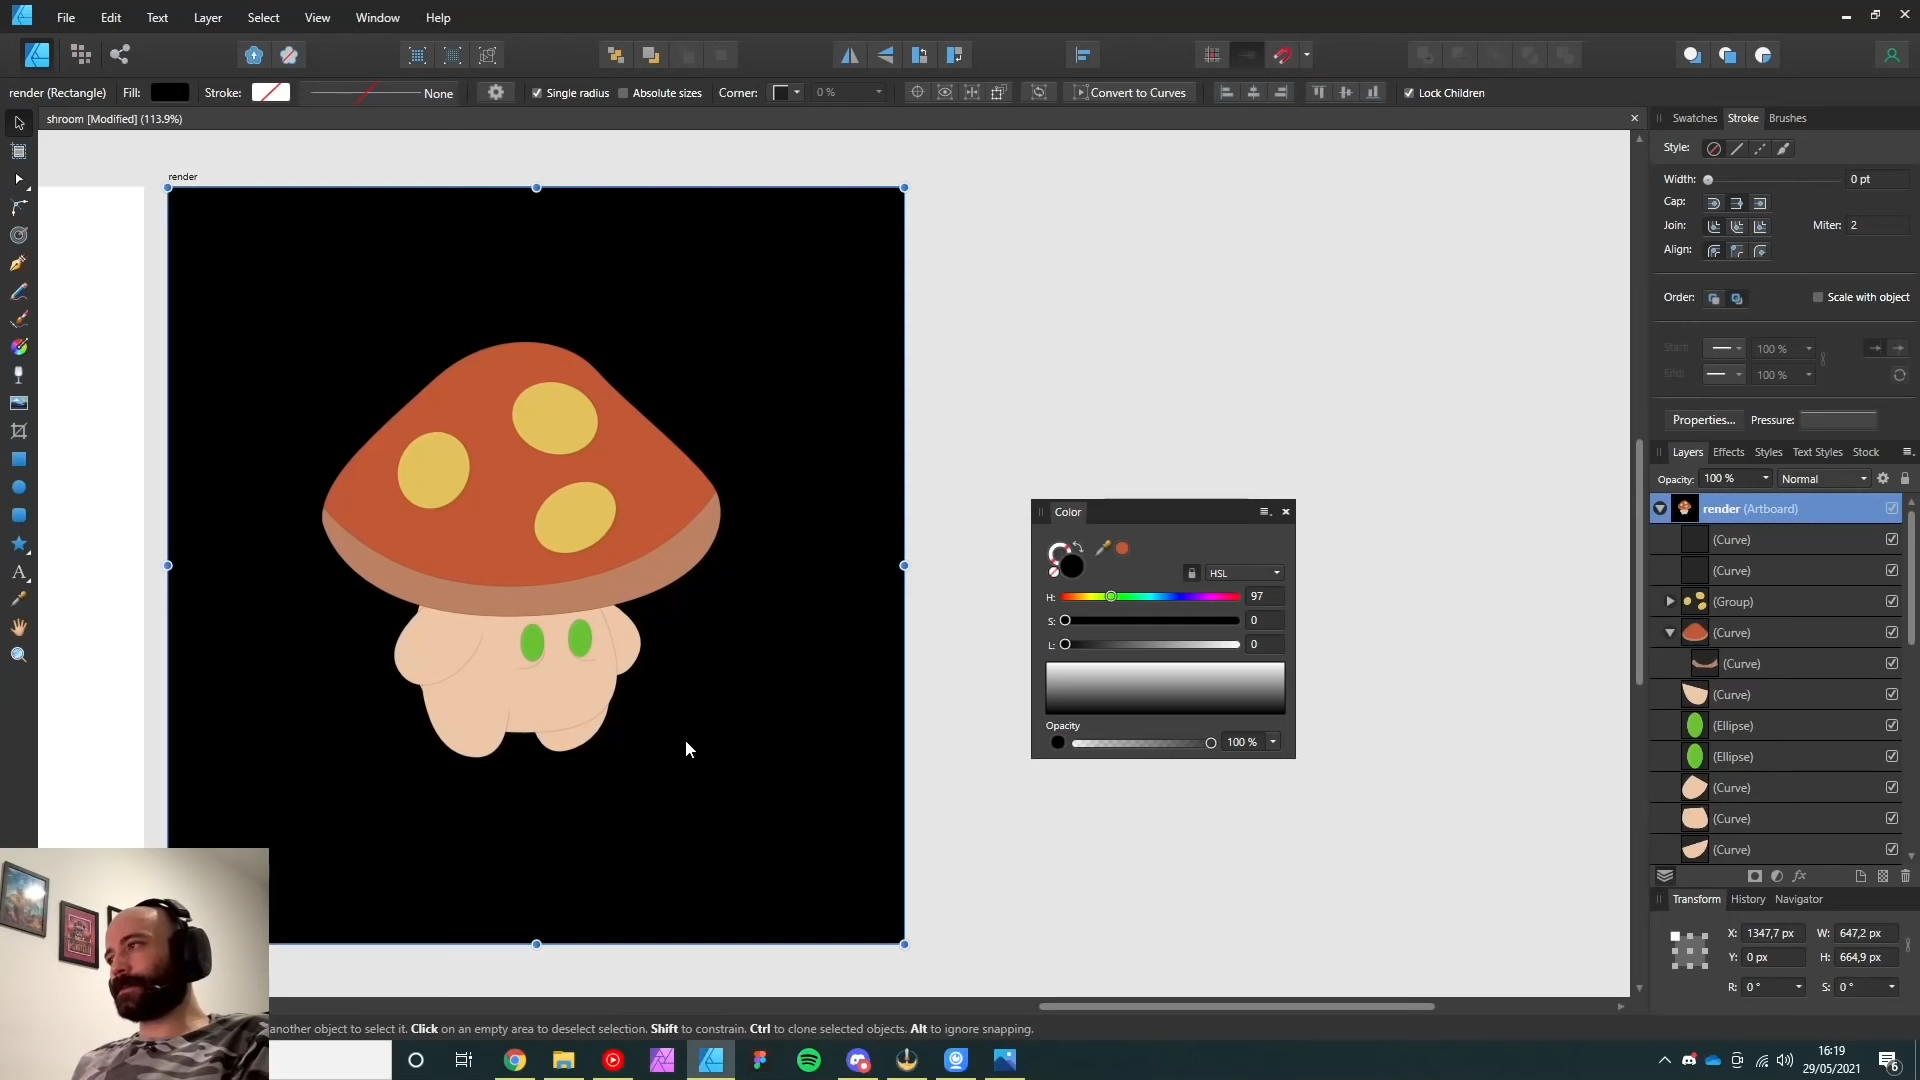 File Edit Text Layer Select View Window Help
render (Rectangle) Fill: Stroke: None Single radius Absolute sizes Corner: 0 % Convert to Curves Lock Children
shroom [Modified] (113.9%)
render
Swatches Stroke Brushes
Style:
Width: 0 pt
Cap:
Join: Miter: 2
Align:
Order: Scale with object
Start: 100 %
End: 100 %
Properties... Pressure:
Layers Effects Styles Text Styles Stock
Opacity: 100 % Normal
render (Artboard)
(Curve)
(Curve)
(Group)
(Curve)
(Curve)
(Curve)
(Ellipse)
(Ellipse)
(Curve)
(Curve)
(Curve)
fx
Transform History Navigator
X: 1347,7 px W: 647,2 px
Y: 0 px H: 664,9 px
R: 0 ° S: 0 °
Color
HSL
H: 97
S: 0
L: 0
Opacity
100 %
another object to select it. Click on an empty area to deselect selection. Shift to constrain. Ctrl to clone selected objects. Alt to ignore snapping.
16:19
29/05/2021
6